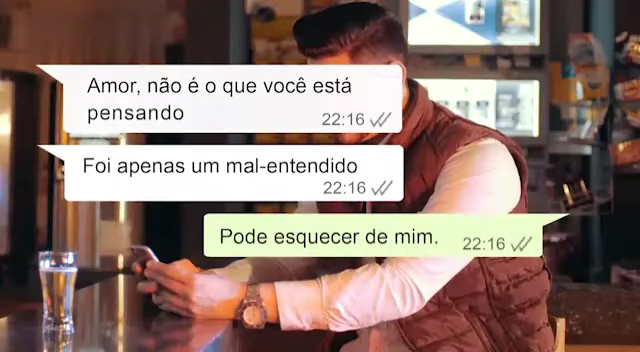 Amor, não é o que você está
pensando
22:16
Foi apenas um mal-entendido
22:16
Pode esquecer de mim.
22:16